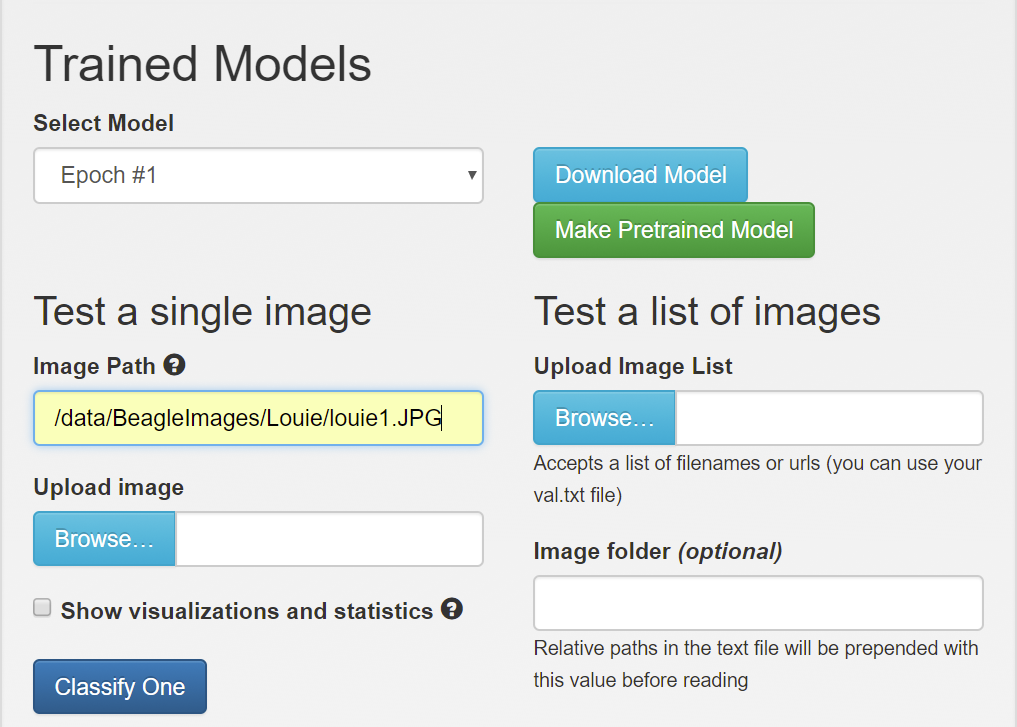 Trained Models
Select Model
Epoch #1
Download Model
Make Pretrained Model
Test a single image
Image Path ?
/data/BeagleImages/Louie/louie1.JPG
Upload image
Browse...
Show visualizations and statistics ?
Classify One
Test a list of images
Upload Image List
Browse...
Accepts a list of filenames or urls (you can use your
val.txt file)
Image folder (optional)
Relative paths in the text file will be prepended with
this value before reading